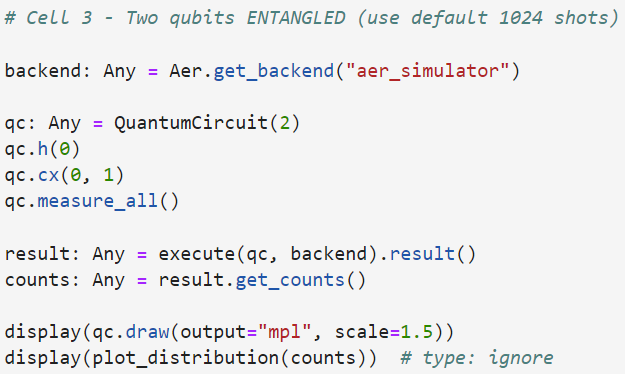 # Cell 3 - Two qubits ENTANGLED (use default 1024 shots)
backend: Any = Aer.get_backend("aer_simulator")
qc: Any = QuantumCircuit(2)
qc.h(0)
qc.cx(0, 1)
qc.measure_all()
result: Any = execute(qc, backend).result()
counts: Any = result.get_counts()
display(qc.draw(output="mpl", scale=1.5))
display(plot_distribution(counts))  # type: ignore